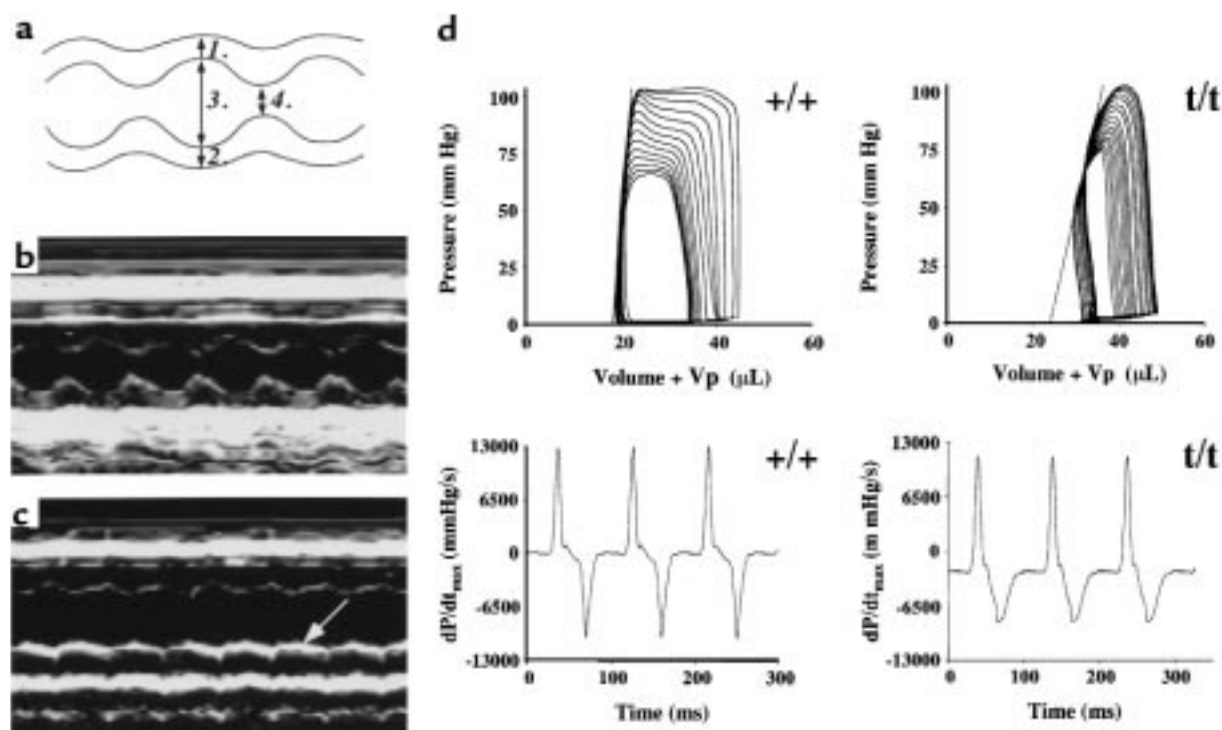 a
1.
3.
4.
2.
b
c
d
+/+
Pressure (mm Hg)
100
75
50
25
0
0 20 40 60
Volume + Vp (μL)
t/t
Pressure (mm Hg)
100
75
50
25
0
0 20 40 60
Volume + Vp (μL)
+/+
dP/dtmax (mmHg/s)
13000
6500
0
-6500
-13000
0 100 200 300
Time (ms)
t/t
dP/dtmax (m mHg/s)
13000
6500
0
-6500
-13000
0 100 200 300
Time (ms)